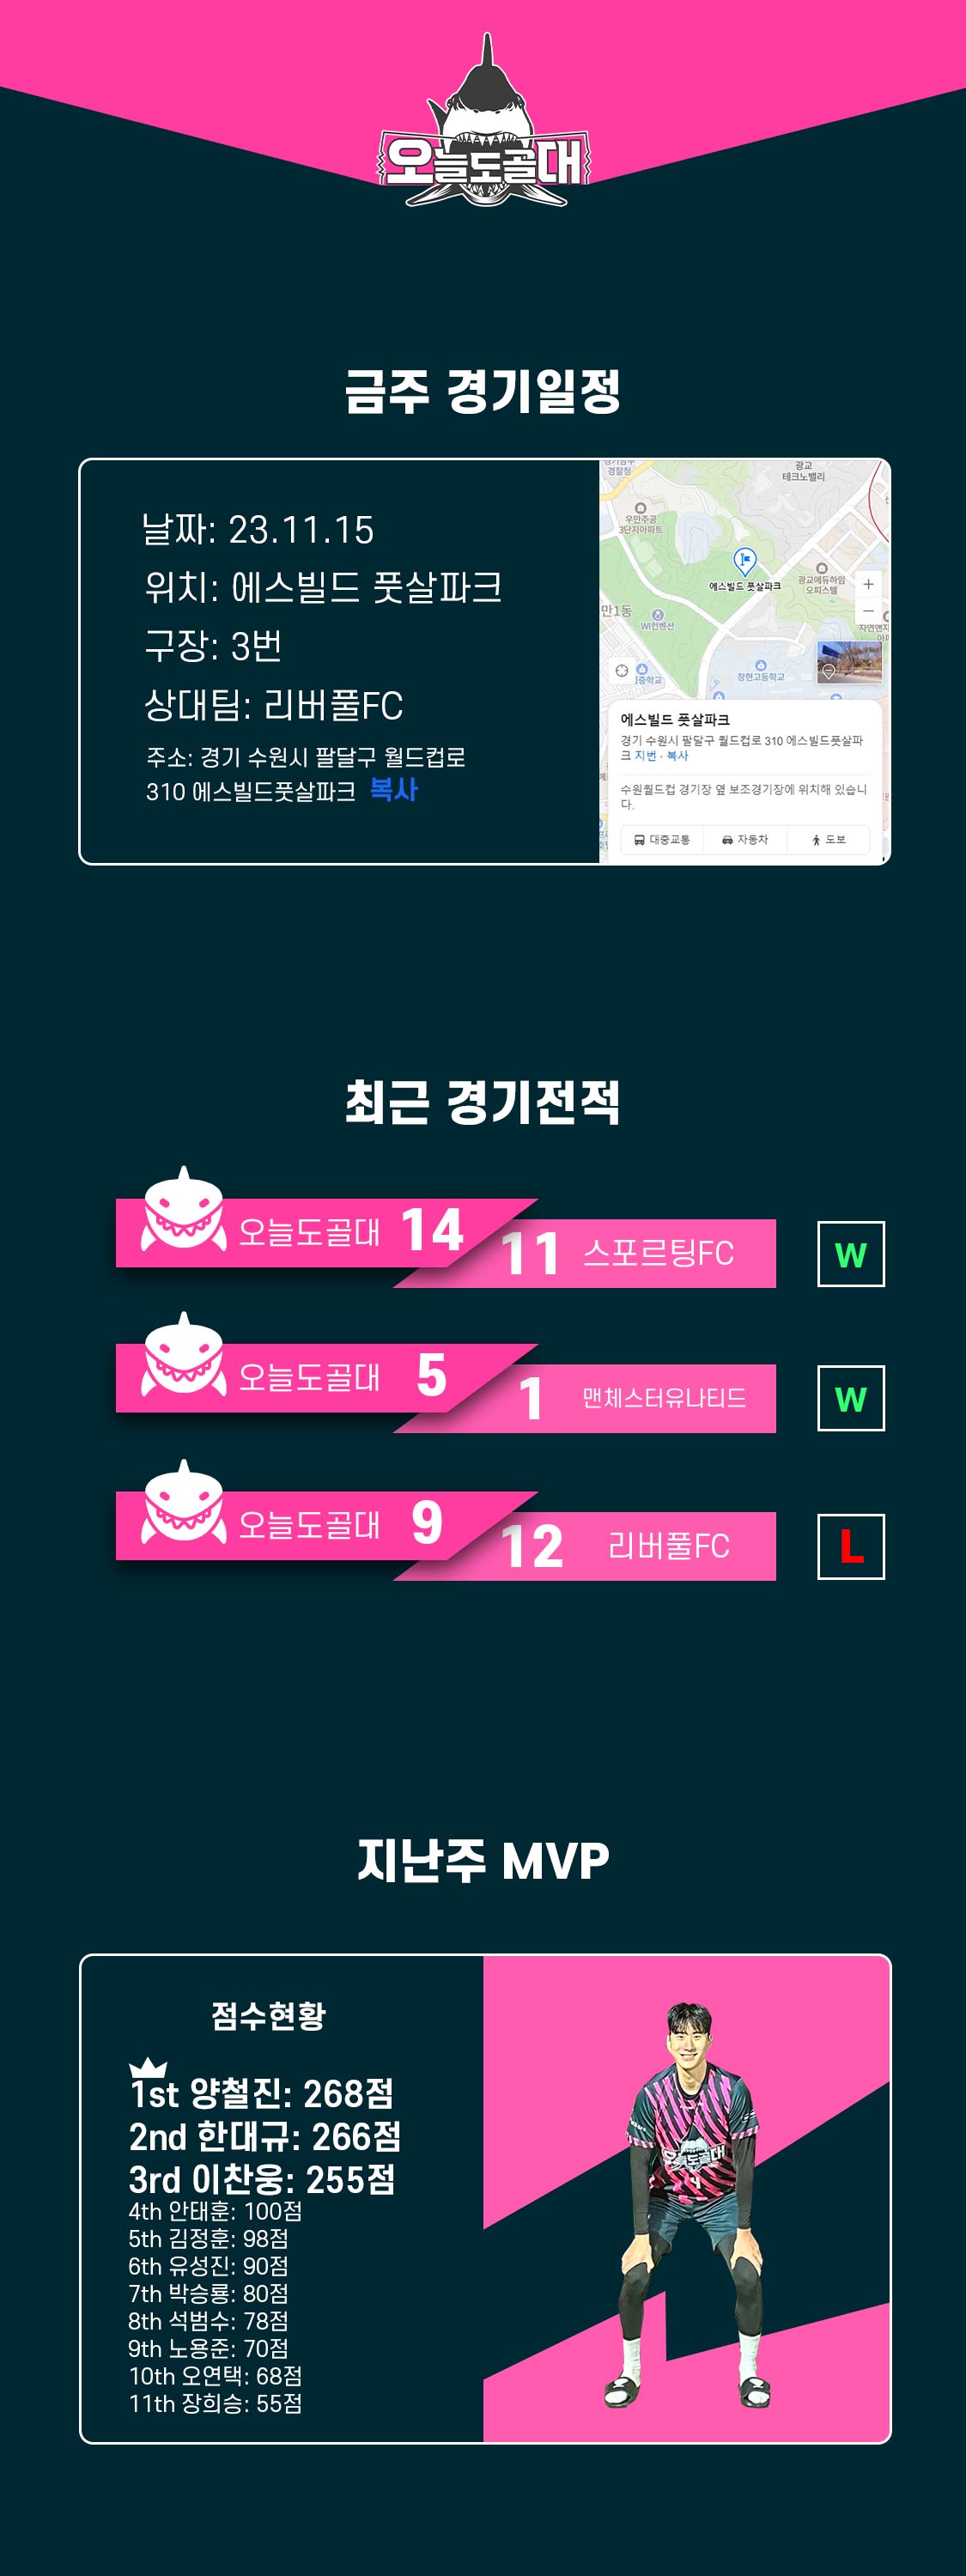 오늘도골대
금주 경기일정
날짜: 23.11.15
위치: 에스빌드 풋살파크
구장: 3번
상대팀: 리버풀FC
주소: 경기 수원시 팔달구 월드컵로
310 에스빌드풋살파크 복사
경찰청
광교
테크노밸리
우만주공
3단지아파트
에스빌드 풋살파크
광교에듀하임
오피스텔
+
만1동
WI컨벤션
−
창현고등학교
중학교
에스빌드 풋살파크
경기 수원시 팔달구 월드컵로 310 에스빌드풋살파
크 지번 · 복사
수원월드컵 경기장 옆 보조경기장에 위치해 있습니
다.
대중교통 자동차 도보
최근 경기전적
오늘도골대 14
11 스포르팅FC
W
오늘도골대 5
1 맨체스터유나티드
W
오늘도골대 9
12 리버풀FC
L
지난주 MVP
점수현황
1st 양철진: 268점
2nd 한대규: 266점
3rd 이찬웅: 255점
4th 안태훈: 100점
5th 김정훈: 98점
6th 유성진: 90점
7th 박승룡: 80점
8th 석범수: 78점
9th 노용준: 70점
10th 오연택: 68점
11th 장희승: 55점
오늘도골대